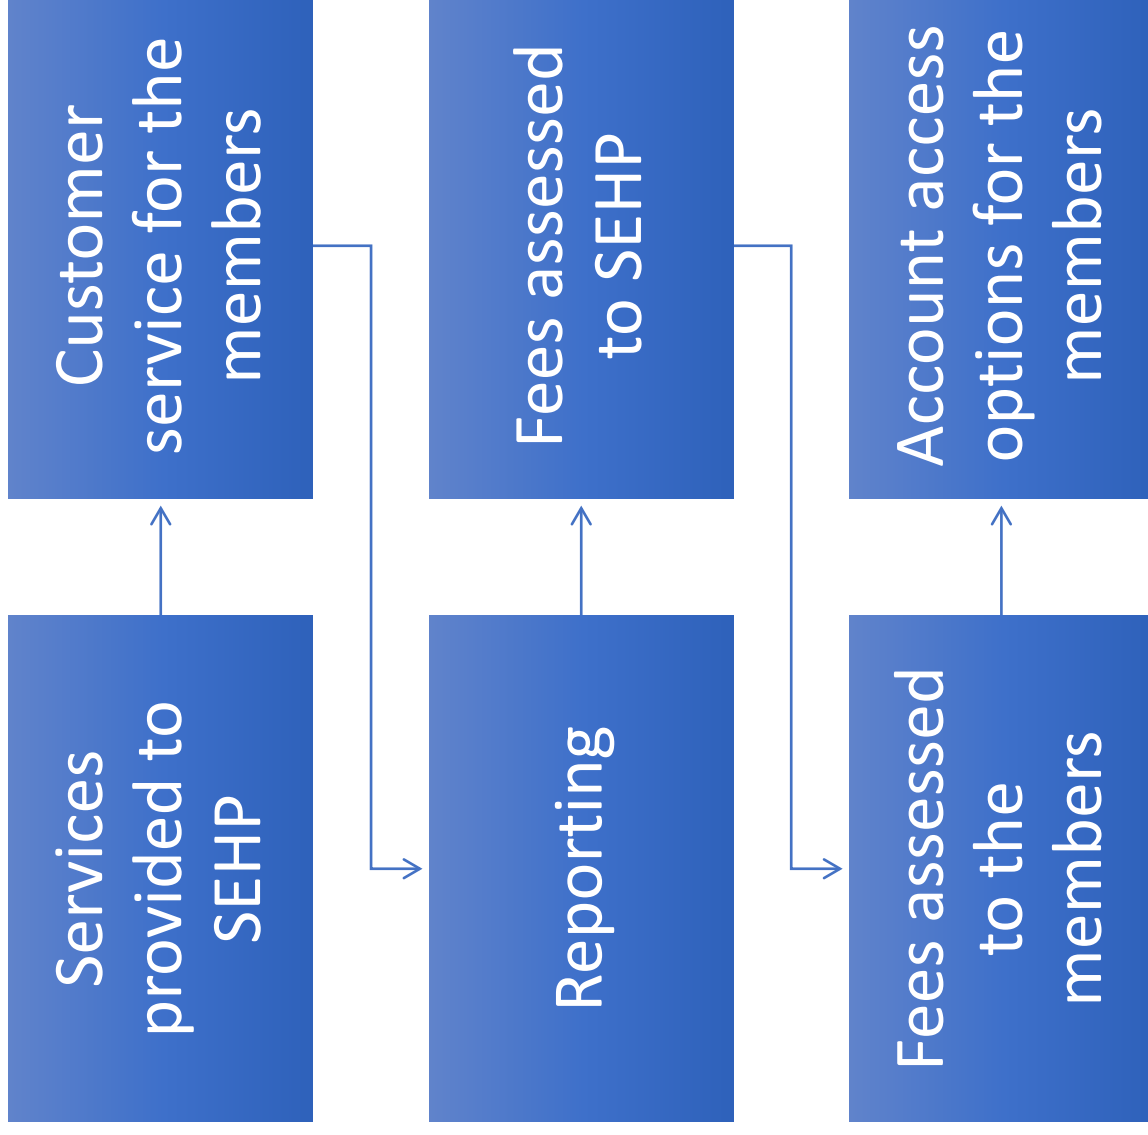 Services
provided to
SEHP
Customer
service for the
members
Reporting
Fees assessed
to SEHP
Fees assessed
to the
members
Account access
options for the
members